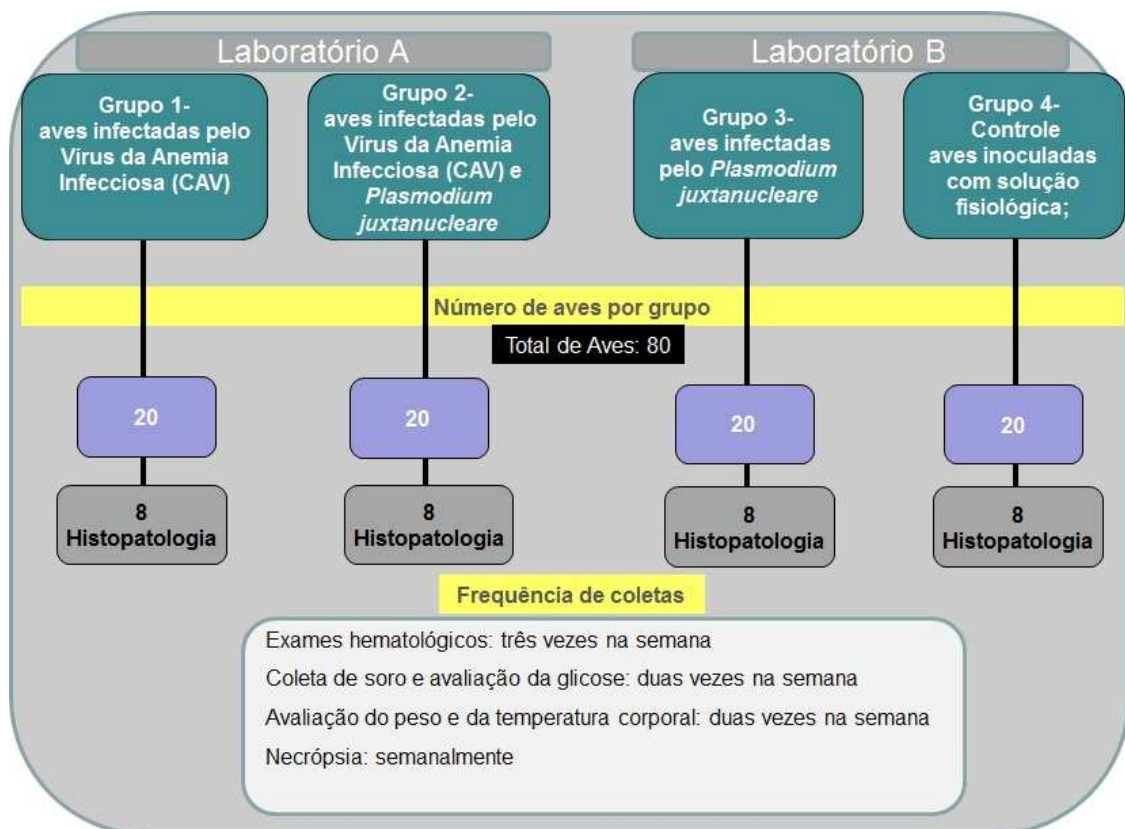 Laboratório A
Laboratório B
Grupo 1-
aves infectadas pelo
Vírus da Anemia
Infecciosa (CAV)
Grupo 2-
aves infectadas pelo
Vírus da Anemia
Infecciosa (CAV) e
Plasmodium
juxtanucleare
Grupo 3-
aves infectadas
pelo Plasmodium
juxtanucleare
Grupo 4-
Controle
aves inoculadas
com solução
fisiológica;
Número de aves por grupo
Total de Aves: 80
20
20
20
20
8
Histopatologia
8
Histopatologia
8
Histopatologia
8
Histopatologia
Frequência de coletas
Exames hematológicos: três vezes na semana
Coleta de soro e avaliação da glicose: duas vezes na semana
Avaliação do peso e da temperatura corporal: duas vezes na semana
Necrópsia: semanalmente